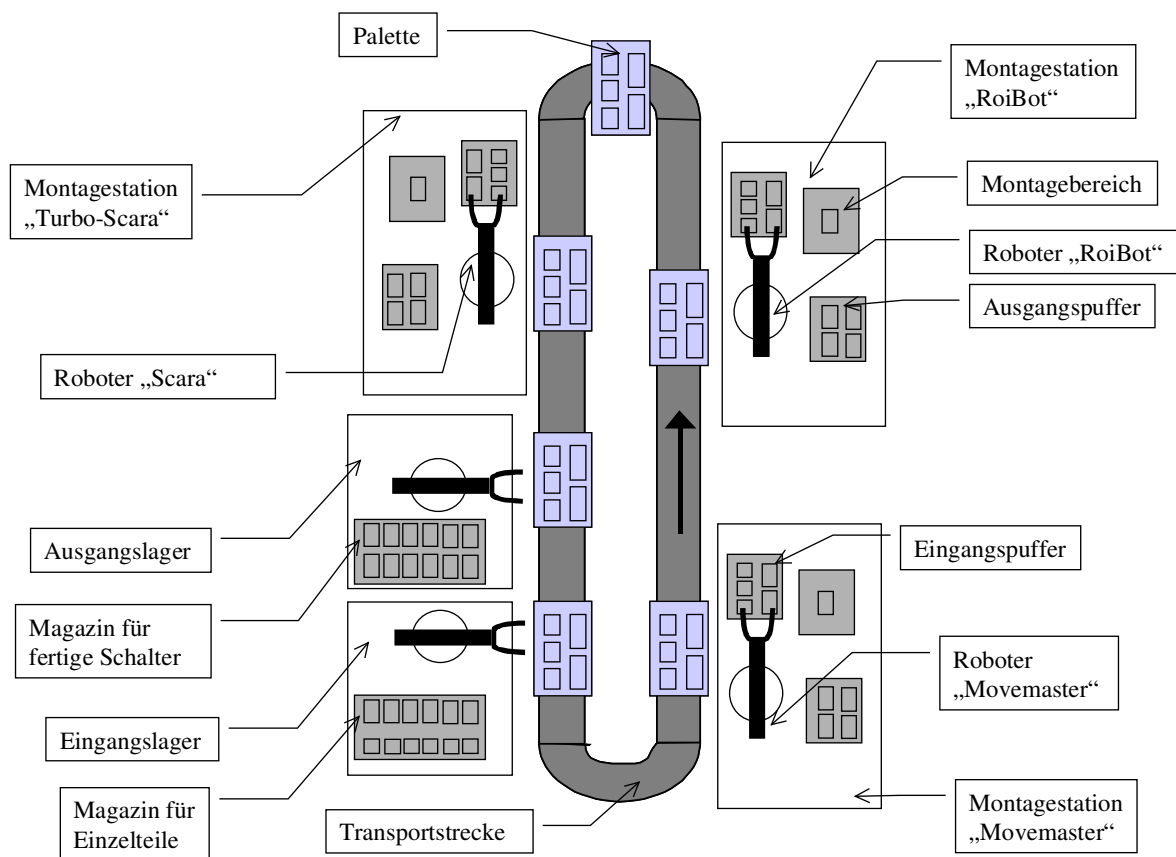 Palette
Montagestation
„RoiBot“
Montagestation
„Turbo-Scara“
Montagebereich
Roboter „RoiBot“
Ausgangspuffer
Roboter „Scara“
Ausgangslager
Eingangspuffer
Magazin für
fertige Schalter
Roboter
„Movemaster“
Eingangslager
Magazin für
Einzelteile
Transportstrecke
Montagestation
„Movemaster“